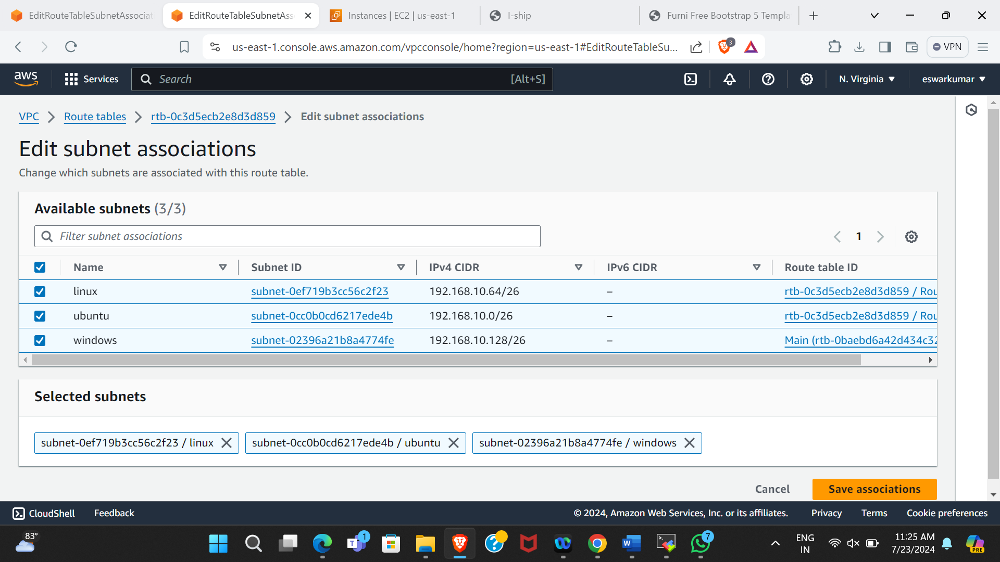 EditRouteTableSubnetAssociat
EditRouteTableSubnetAss
Instances | EC2 | us-east-1
I-ship
Furni Free Bootstrap 5 Templa
us-east-1.console.aws.amazon.com/vpcconsole/home?region=us-east-1#EditRouteTableSu...
3
VPN
aws
Services
Search
[Alt+S]
N. Virginia
eswarkumar
VPC
Route tables
rtb-0c3d5ecb2e8d3d859
Edit subnet associations
Edit subnet associations
Change which subnets are associated with this route table.
Available subnets (3/3)
Filter subnet associations
1
Name Subnet ID IPv4 CIDR IPv6 CIDR Route table ID
linux subnet-0ef719b3cc56c2f23 192.168.10.64/26 – rtb-0c3d5ecb2e8d3d859 / Rou
ubuntu subnet-0cc0b0cd6217ede4b 192.168.10.0/26 – rtb-0c3d5ecb2e8d3d859 / Rou
windows subnet-02396a21b8a4774fe 192.168.10.128/26 – Main (rtb-0baebd6a42d434c32
Selected subnets
subnet-0ef719b3cc56c2f23 / linux
subnet-0cc0b0cd6217ede4b / ubuntu
subnet-02396a21b8a4774fe / windows
Cancel
Save associations
CloudShell
Feedback
© 2024, Amazon Web Services, Inc. or its affiliates.
Privacy
Terms
Cookie preferences
83°
1
7
ENG
IN
11:25 AM
7/23/2024
PRE